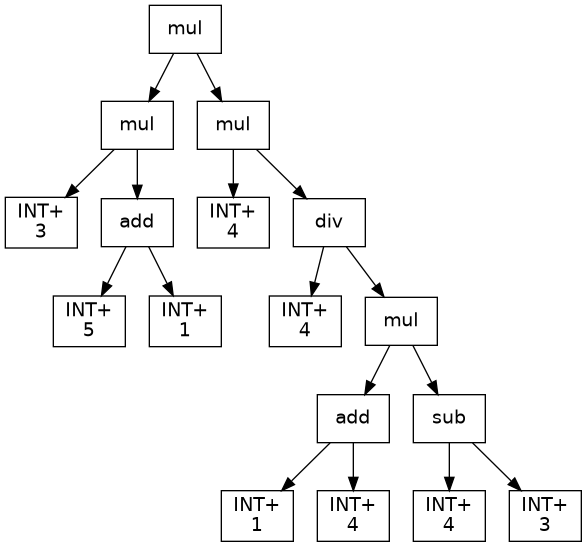 mul
mul
mul
INT+
3
add
INT+
4
div
INT+
5
INT+
1
INT+
4
mul
add
sub
INT+
1
INT+
4
INT+
4
INT+
3